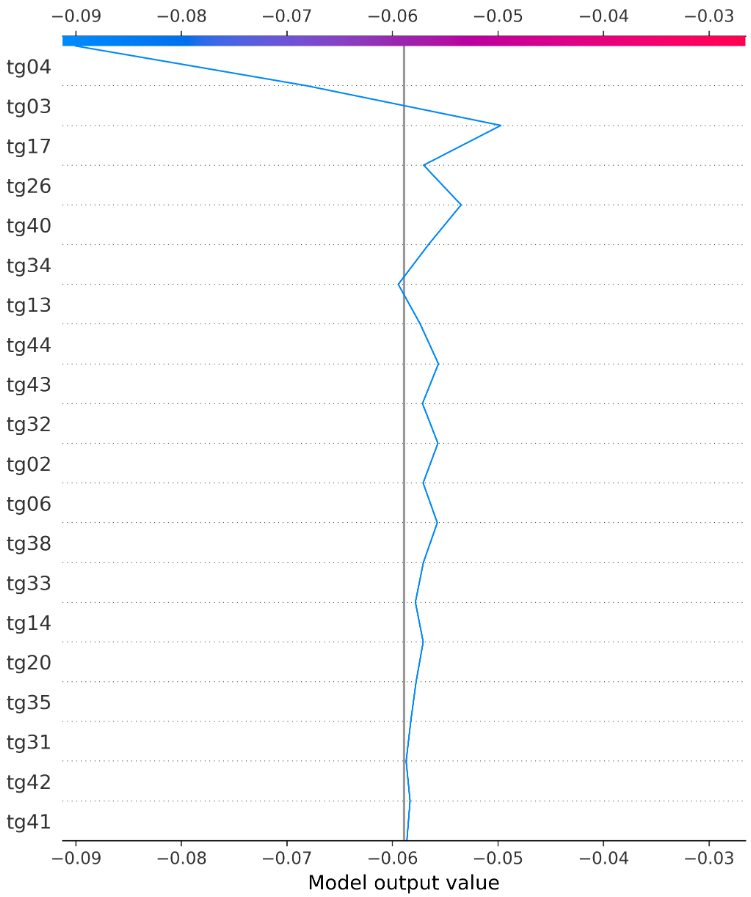 −0.09 −0.08 −0.07 −0.06 −0.05 −0.04 −0.03
tg04
tg03
tg17
tg26
tg40
tg34
tg13
tg44
tg43
tg32
tg02
tg06
tg38
tg33
tg14
tg20
tg35
tg31
tg42
tg41
−0.09 −0.08 −0.07 −0.06 −0.05 −0.04 −0.03
Model output value